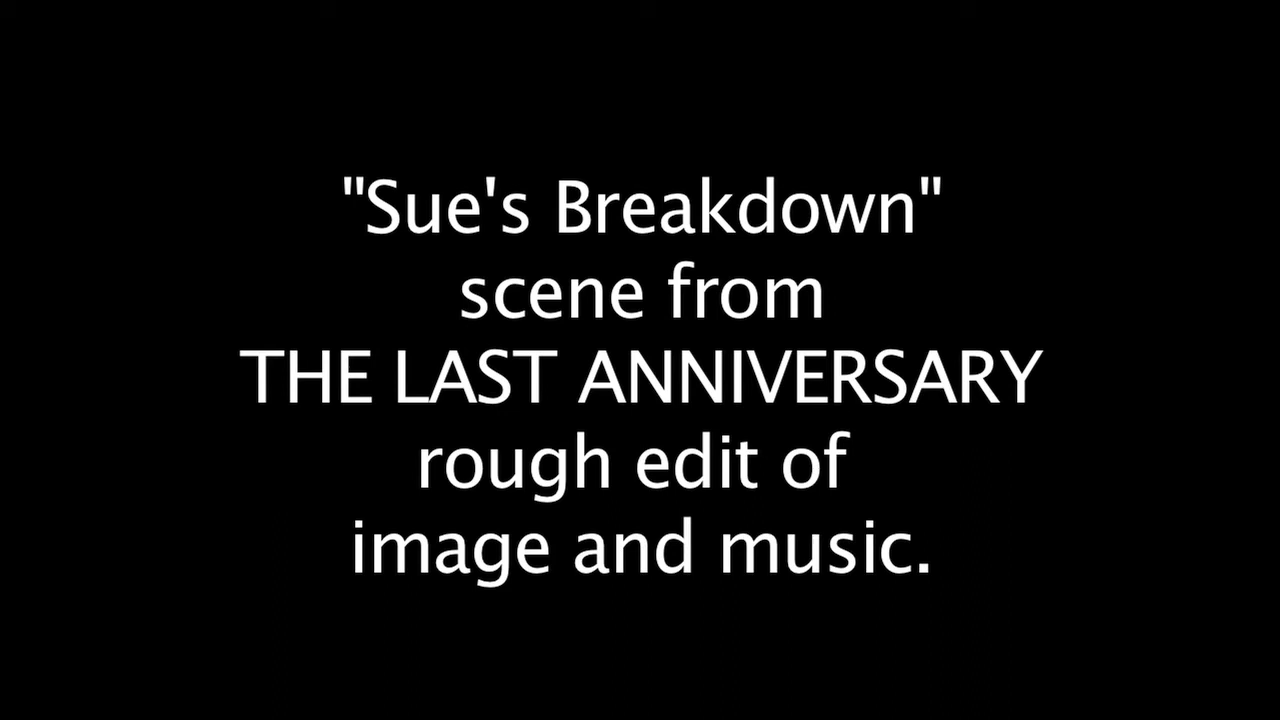 "Sue's Breakdown"
scene from
THE LAST ANNIVERSARY
rough edit of
image and music.